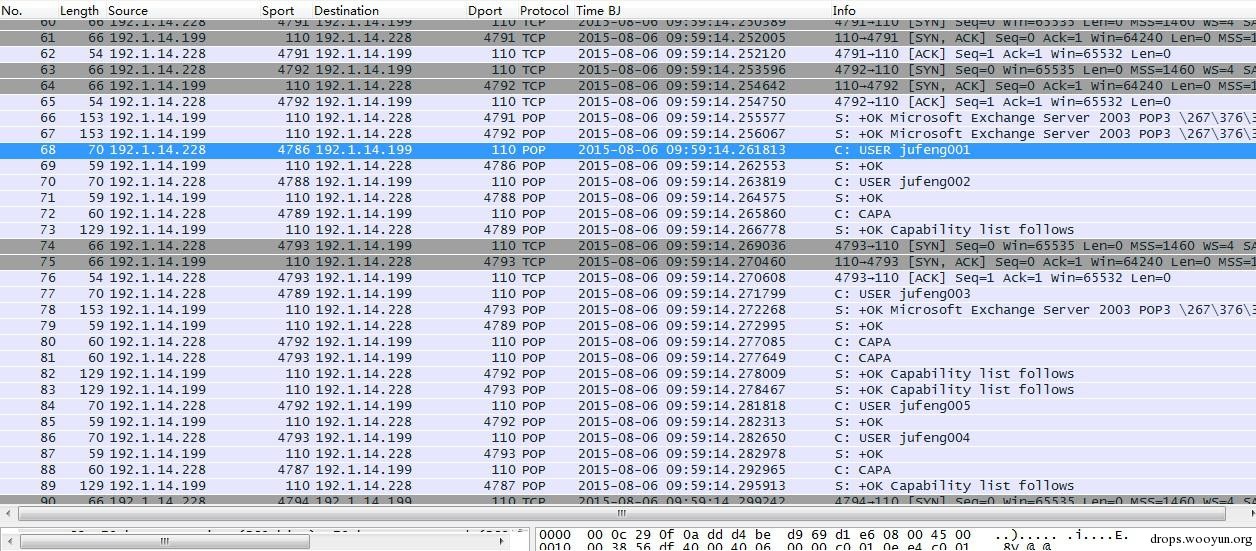 No. Length Source Sport Destination Dport Protocol Time BJ Info
60 66 192.1.14.228 4791 192.1.14.199 110 TCP 2015-08-06 09:59:14.250389 4791→110 [SYN] Seq=0 Win=65535 Len=0 MSS=1460 WS=4 SA
61 66 192.1.14.199 110 192.1.14.228 4791 TCP 2015-08-06 09:59:14.252005 110→4791 [SYN, ACK] Seq=0 Ack=1 Win=64240 Len=0 MSS=1
62 54 192.1.14.228 4791 192.1.14.199 110 TCP 2015-08-06 09:59:14.252120 4791→110 [ACK] Seq=1 Ack=1 Win=65532 Len=0
63 66 192.1.14.228 4792 192.1.14.199 110 TCP 2015-08-06 09:59:14.253596 4792→110 [SYN] Seq=0 Win=65535 Len=0 MSS=1460 WS=4 SA
64 66 192.1.14.199 110 192.1.14.228 4792 TCP 2015-08-06 09:59:14.254642 110→4792 [SYN, ACK] Seq=0 Ack=1 Win=64240 Len=0 MSS=1
65 54 192.1.14.228 4792 192.1.14.199 110 TCP 2015-08-06 09:59:14.254750 4792→110 [ACK] Seq=1 Ack=1 Win=65532 Len=0
66 153 192.1.14.199 110 192.1.14.228 4791 POP 2015-08-06 09:59:14.255577 S: +OK Microsoft Exchange Server 2003 POP3 \267\376\3
67 153 192.1.14.199 110 192.1.14.228 4792 POP 2015-08-06 09:59:14.256067 S: +OK Microsoft Exchange Server 2003 POP3 \267\376\3
68 70 192.1.14.228 4786 192.1.14.199 110 POP 2015-08-06 09:59:14.261813 C: USER jufeng001
69 59 192.1.14.199 110 192.1.14.228 4786 POP 2015-08-06 09:59:14.262553 S: +OK
70 70 192.1.14.228 4788 192.1.14.199 110 POP 2015-08-06 09:59:14.263819 C: USER jufeng002
71 59 192.1.14.199 110 192.1.14.228 4788 POP 2015-08-06 09:59:14.264575 S: +OK
72 60 192.1.14.228 4789 192.1.14.199 110 POP 2015-08-06 09:59:14.265860 C: CAPA
73 129 192.1.14.199 110 192.1.14.228 4789 POP 2015-08-06 09:59:14.266778 S: +OK Capability list follows
74 66 192.1.14.228 4793 192.1.14.199 110 TCP 2015-08-06 09:59:14.269036 4793→110 [SYN] Seq=0 Win=65535 Len=0 MSS=1460 WS=4 SA
75 66 192.1.14.199 110 192.1.14.228 4793 TCP 2015-08-06 09:59:14.270460 110→4793 [SYN, ACK] Seq=0 Ack=1 Win=64240 Len=0 MSS=1
76 54 192.1.14.228 4793 192.1.14.199 110 TCP 2015-08-06 09:59:14.270608 4793→110 [ACK] Seq=1 Ack=1 Win=65532 Len=0
77 70 192.1.14.228 4789 192.1.14.199 110 POP 2015-08-06 09:59:14.271799 C: USER jufeng003
78 153 192.1.14.199 110 192.1.14.228 4793 POP 2015-08-06 09:59:14.272268 S: +OK Microsoft Exchange Server 2003 POP3 \267\376\3
79 59 192.1.14.199 110 192.1.14.228 4789 POP 2015-08-06 09:59:14.272995 S: +OK
80 60 192.1.14.228 4792 192.1.14.199 110 POP 2015-08-06 09:59:14.277085 C: CAPA
81 60 192.1.14.228 4793 192.1.14.199 110 POP 2015-08-06 09:59:14.277649 C: CAPA
82 129 192.1.14.199 110 192.1.14.228 4792 POP 2015-08-06 09:59:14.278009 S: +OK Capability list follows
83 129 192.1.14.199 110 192.1.14.228 4793 POP 2015-08-06 09:59:14.278467 S: +OK Capability list follows
84 70 192.1.14.228 4792 192.1.14.199 110 POP 2015-08-06 09:59:14.281818 C: USER jufeng005
85 59 192.1.14.199 110 192.1.14.228 4792 POP 2015-08-06 09:59:14.282313 S: +OK
86 70 192.1.14.228 4793 192.1.14.199 110 POP 2015-08-06 09:59:14.282650 C: USER jufeng004
87 59 192.1.14.199 110 192.1.14.228 4793 POP 2015-08-06 09:59:14.282978 S: +OK
88 60 192.1.14.228 4787 192.1.14.199 110 POP 2015-08-06 09:59:14.292965 C: CAPA
89 129 192.1.14.199 110 192.1.14.228 4787 POP 2015-08-06 09:59:14.295913 S: +OK Capability list follows
90 66 192.1.14.228 4794 192.1.14.199 110 TCP 2015-08-06 09:59:14.299242 4794→110 [SYN] Seq=0 Win=65535 Len=0 MSS=1460 WS=4 SA
0000 00 0c 29 0f 0a dd d4 be d9 69 d1 e6 08 00 45 00 ..)..... .i....E.
0010 00 38 56 df 40 00 40 06 00 00 c0 01 0e e4 c0 01 .8V.@.@.
drops.wooyun.org